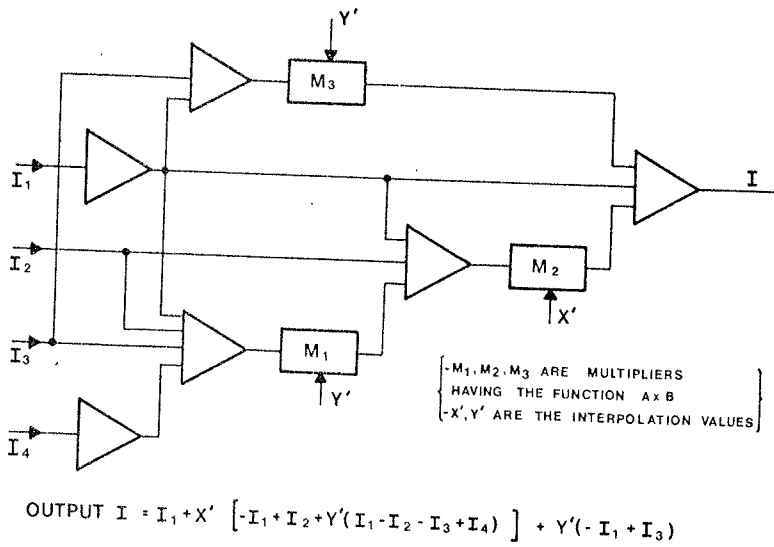 Y'
M₃
I₁
I
I₂
M₂
X'
I₃
M₁
Y'
I₄
-M₁, M₂, M₃ ARE MULTIPLIERS
HAVING THE FUNCTION A x B
-X', Y' ARE THE INTERPOLATION VALUES
OUTPUT I = I₁ + X' [-I₁ + I₂ + Y'(I₁ - I₂ - I₃ + I₄)] + Y'(-I₁ + I₃)